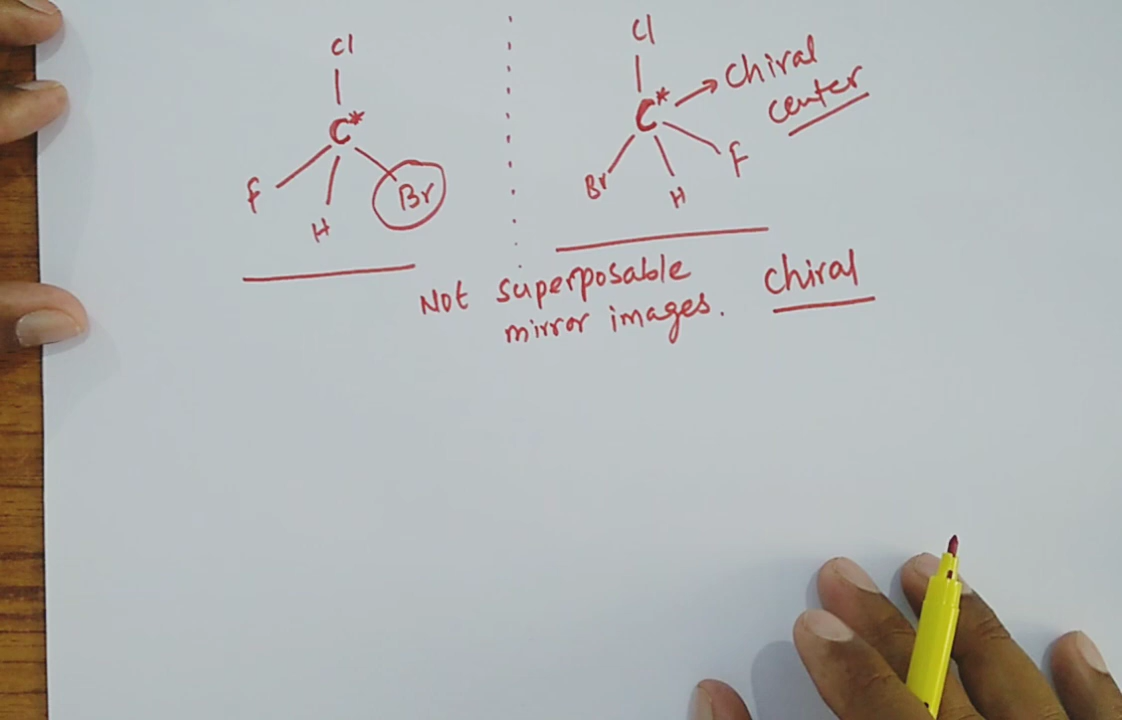 Cl
C*
F
H
Br
Cl
C*
chiral
center
Br
H
F
Not superposable
mirror images.
chiral